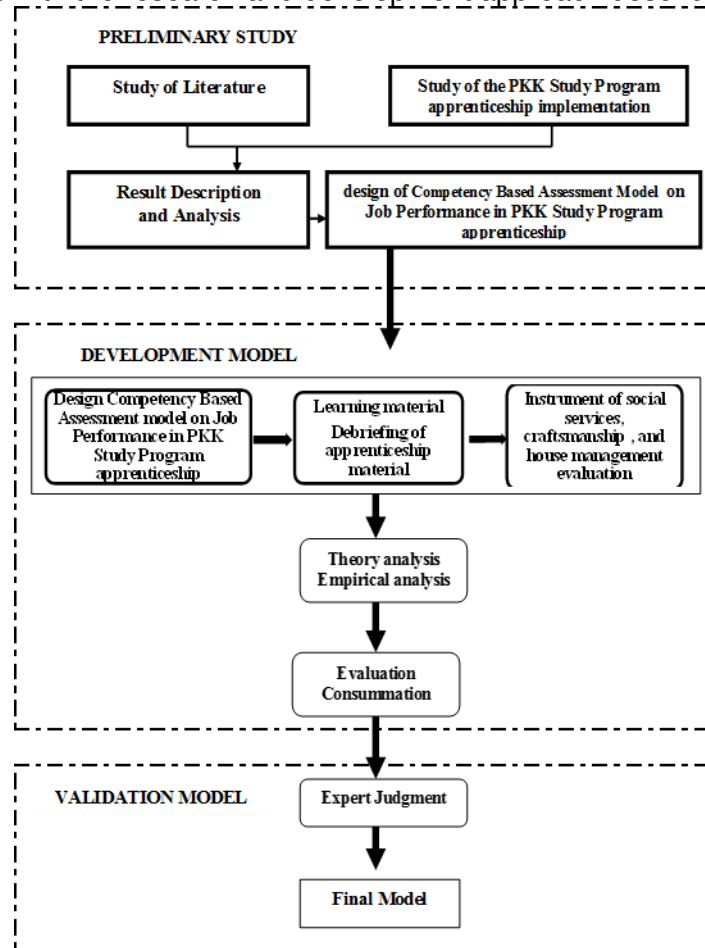 PRELIMINARY STUDY
Study of Literature
Study of the PKK Study Program
apprenticeship implementation
Result Description
and Analysis
design of Competency Based Assessment Model on
Job Performance in PKK Study Program
apprenticeship
DEVELOPMENT MODEL
Design Competency Based
Assessment model on Job
Performance in PKK
Study Program
apprenticeship
Learning material
Debriefing of
apprenticeship
material
Instrument of social
services,
craftsmanship , and
house management
evaluation
Theory analysis
Empirical analysis
Evaluation
Consummation
VALIDATION MODEL
Expert Judgment
Final Model